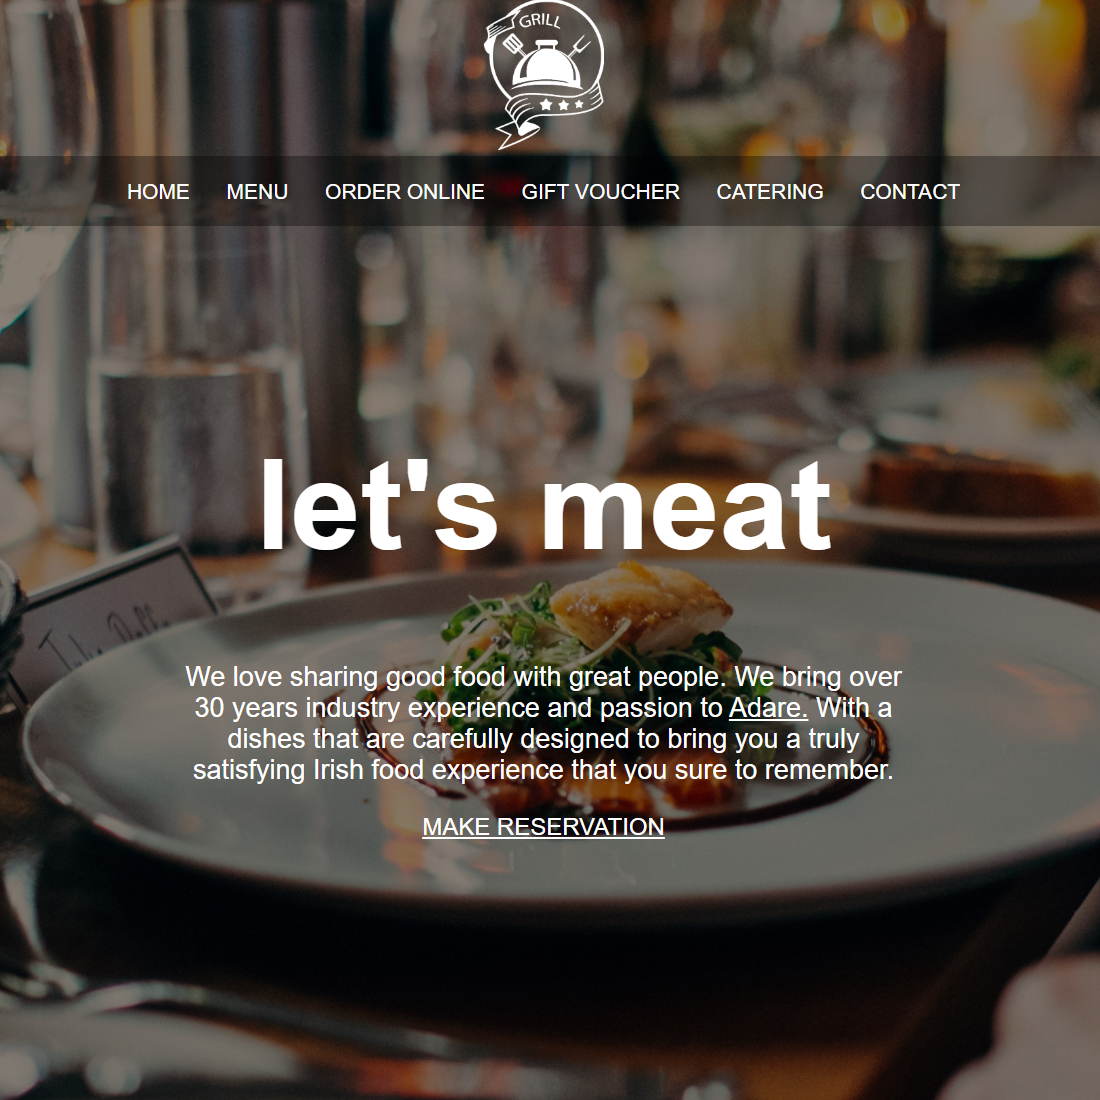 GRILL
HOME MENU ORDER ONLINE GIFT VOUCHER CATERING CONTACT
let's meat
We love sharing good food with great people. We bring over
30 years industry experience and passion to Adare. With a
dishes that are carefully designed to bring you a truly
satisfying Irish food experience that you sure to remember.
MAKE RESERVATION